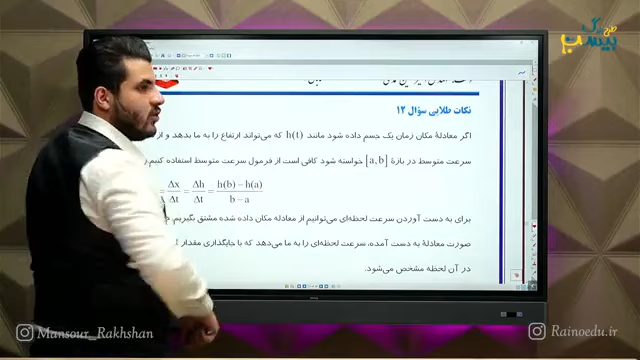 طرح بزرگ
بیست
نکات طلایی سؤال ۱۲
اگر معادلهٔ مکان زمان یک جسم داده شود مانند h(t) که می‌تواند ارتفاع را به ما بدهد و از
سرعت متوسط در بازهٔ [a,b] خواسته شود کافی است از فرمول سرعت متوسط استفاده کنیم
= Δx/Δt = Δh/Δt = h(b) – h(a) / b – a
برای به دست آوردن سرعت لحظه‌ای می‌توانیم از معادله مکان داده شده مشتق بگیریم.
صورت معادلهٔ به دست آمده، سرعت لحظه‌ای را به ما می‌دهد که با جایگذاری مقدار
در آن لحظه مشخص می‌شود.
Mansour_Rakhshan
Rainoedu.ir